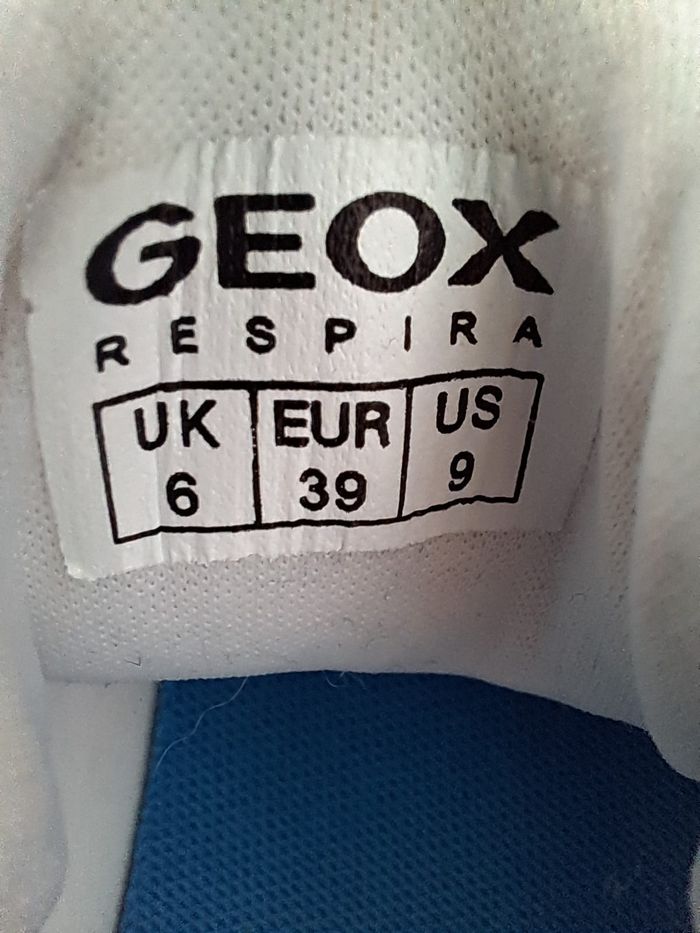 GEOX
RESPIRA
UK EUR US
6 39 9